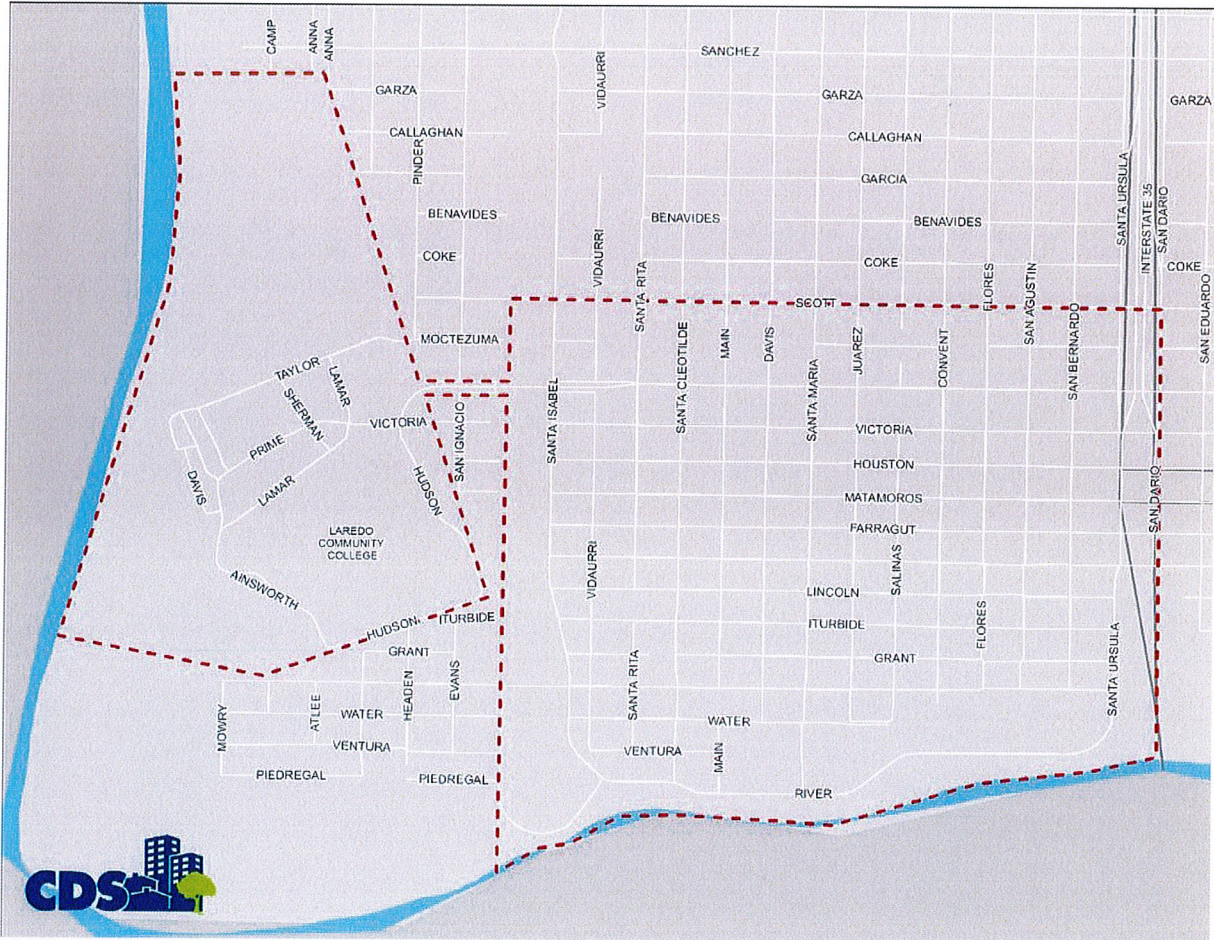 CAMP
ANNA
ANNA
SANCHEZ
VIDAURRI
GARZA
GARZA
GARZA
CALLAGHAN
CALLAGHAN
PINDER
GARCIA
SANTA URSULA
INTERSTATE 35
SAN DARIO
BENAVIDES
BENAVIDES
BENAVIDES
COKE
VIDAURRI
SANTA RITA
COKE
FLORES
SAN AGUSTIN
COKE
SAN EDUARDO
SCOTT
MOCTEZUMA
SANTA CLEOTILDE
MAIN
DAVIS
JUAREZ
CONVENT
SAN BERNARDO
TAYLOR
LAMAR
SHERMAN
VICTORIA
SAN IGNACIO
SANTA ISABEL
SANTA MARIA
VICTORIA
PRIME
HOUSTON
DAVIS
LAMAR
HUDSON
MATAMOROS
SAN DARIO
FARRAGUT
LAREDO
COMMUNITY
COLLEGE
VIDAURRI
SALINAS
AINSWORTH
LINCOLN
HUDSON
ITURBIDE
ITURBIDE
FLORES
GRANT
GRANT
HEADEN
EVANS
SANTA RITA
SANTA URSULA
MOWRY
ATLEE
WATER
WATER
VENTURA
VENTURA
MAIN
PIEDREGAL
PIEDREGAL
RIVER
CDS